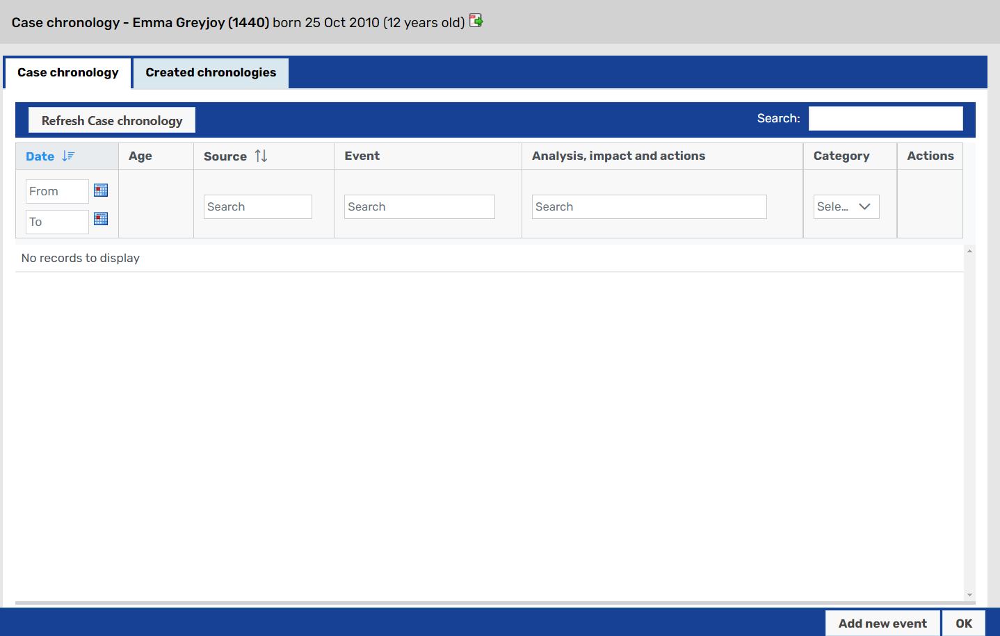 Case chronology - Emma Greyjoy (1440) born 25 Oct 2010 (12 years old)
Case chronology
Created chronologies
Refresh Case chronology
Search:
Date
Age
Source
Event
Analysis, impact and actions
Category
Actions
From
To
Search
Search
Search
Sele...
No records to display
Add new event
OK